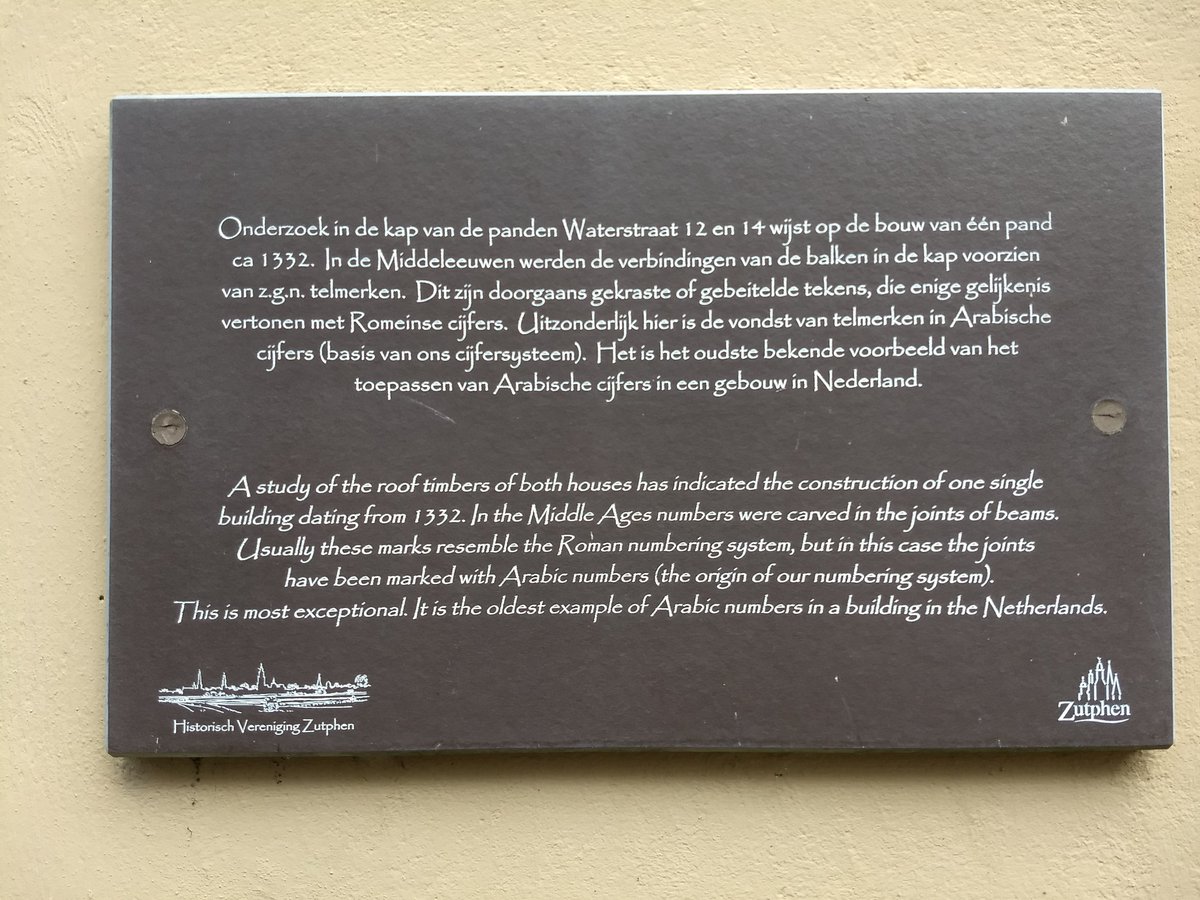 Onderzoek in de kap van de panden Waterstraat 12 en 14 wijst op de bouw van één pand
ca 1332. In de Middeleeuwen werden de verbindingen van de balken in de kap voorzien
van z.g.n. telmerken. Dit zijn doorgaans gekraste of gebeitelde tekens, die enige gelijkenis
vertonen met Romeinse cijfers. Uitzonderlijk hier is de vondst van telmerken in Arabische
cijfers (basis van ons cijfersysteem). Het is het oudste bekende voorbeeld van het
toepassen van Arabische cijfers in een gebouw in Nederland.
A study of the roof timbers of both houses has indicated the construction of one single
building dating from 1332. In the Middle Ages numbers were carved in the joints of beams.
Usually these marks resemble the Roman numbering system, but in this case the joints
have been marked with Arabic numbers (the origin of our numbering system).
This is most exceptional. It is the oldest example of Arabic numbers in a building in the Netherlands.
Historisch Vereniging Zutphen
Zutphen